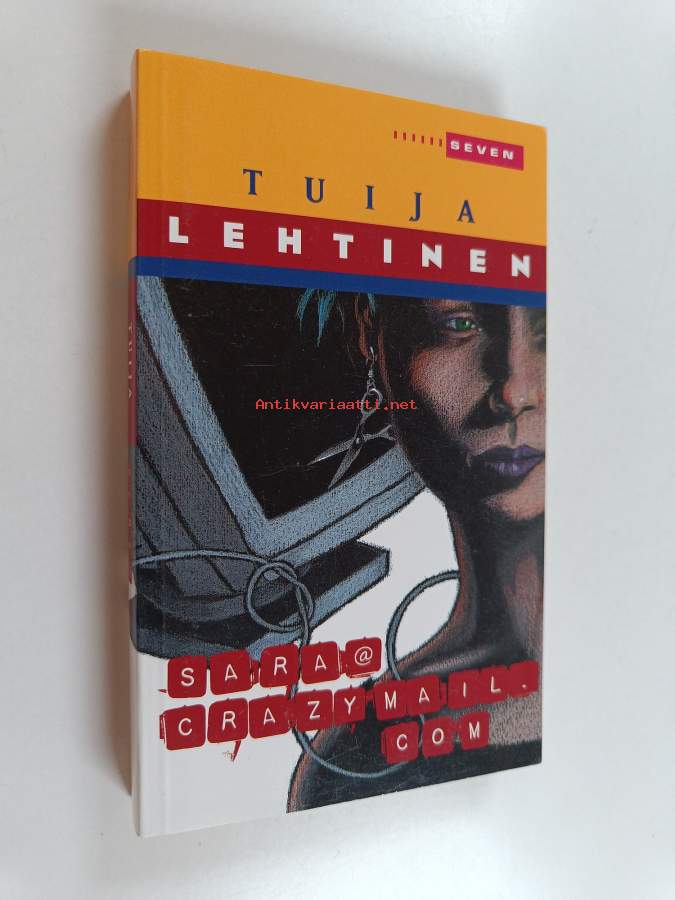 SEVEN
TUIJA
LEHTINEN
Antikvariaatti.net
TUIJA
SARA@
CRAZYMAIL.
COM